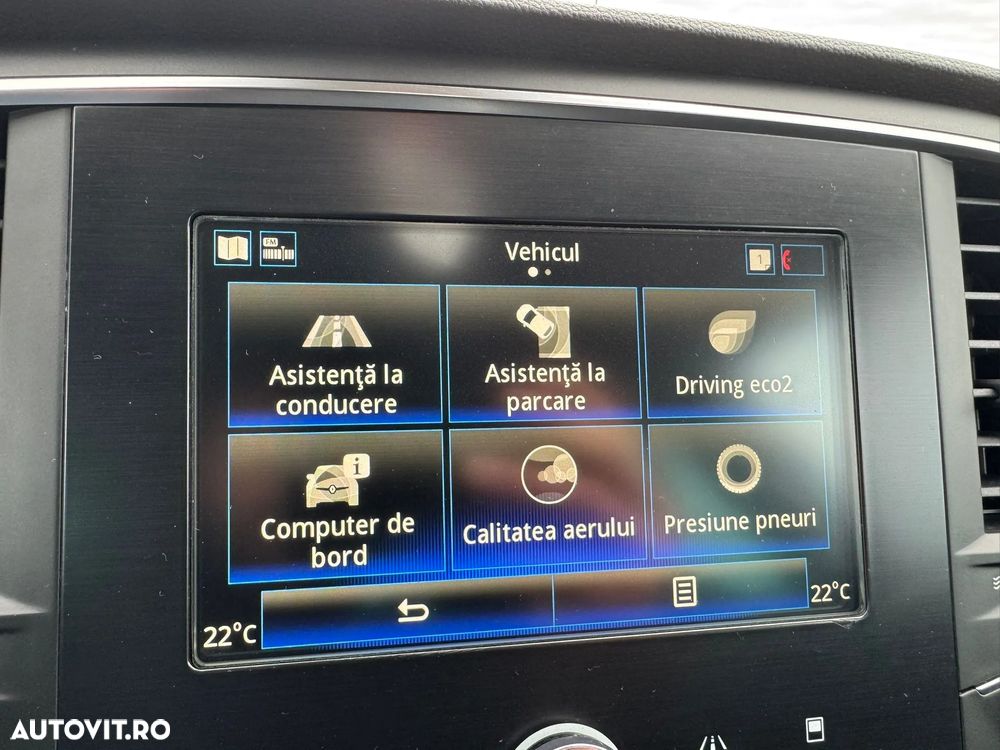 FM
Vehicul
1
Asistenţă la
conducere
Asistenţă la
parcare
Driving eco2
Computer de
bord
Calitatea aerului
Presiune pneuri
22°C
22°C
AUTOVIT.RO